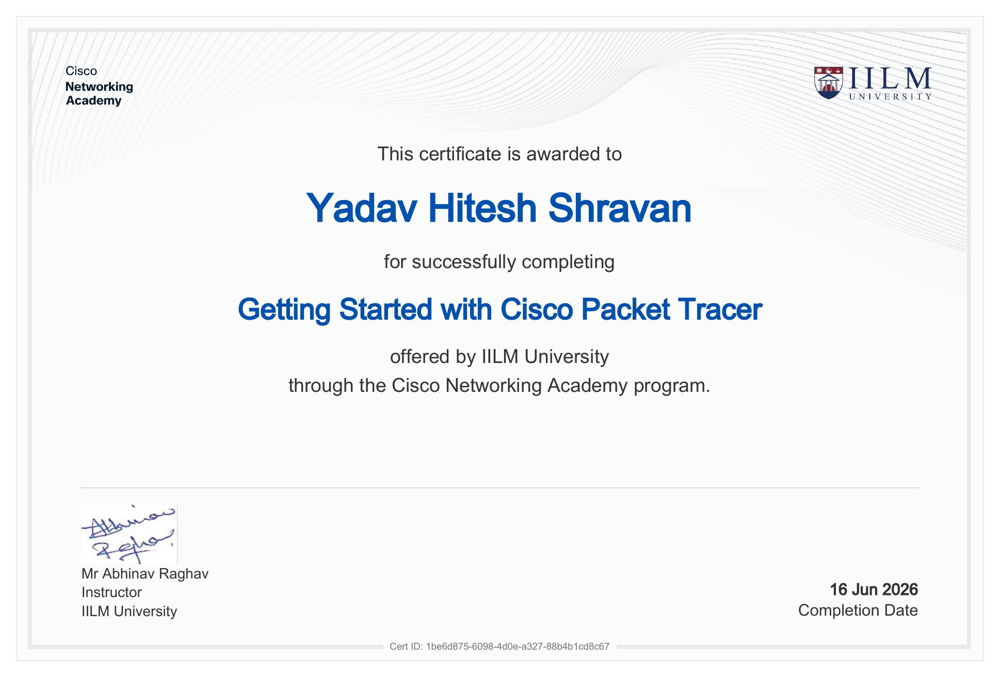 Cisco
Networking
Academy
IILM
UNIVERSITY
This certificate is awarded to
Yadav Hitesh Shravan
for successfully completing
Getting Started with Cisco Packet Tracer
offered by IILM University
through the Cisco Networking Academy program.
Abhinav
Raghav
Mr Abhinav Raghav
Instructor
IILM University
16 Jun 2026
Completion Date
Cert ID: 1be6d875-6098-4d0e-a327-88b4b1cd8c67